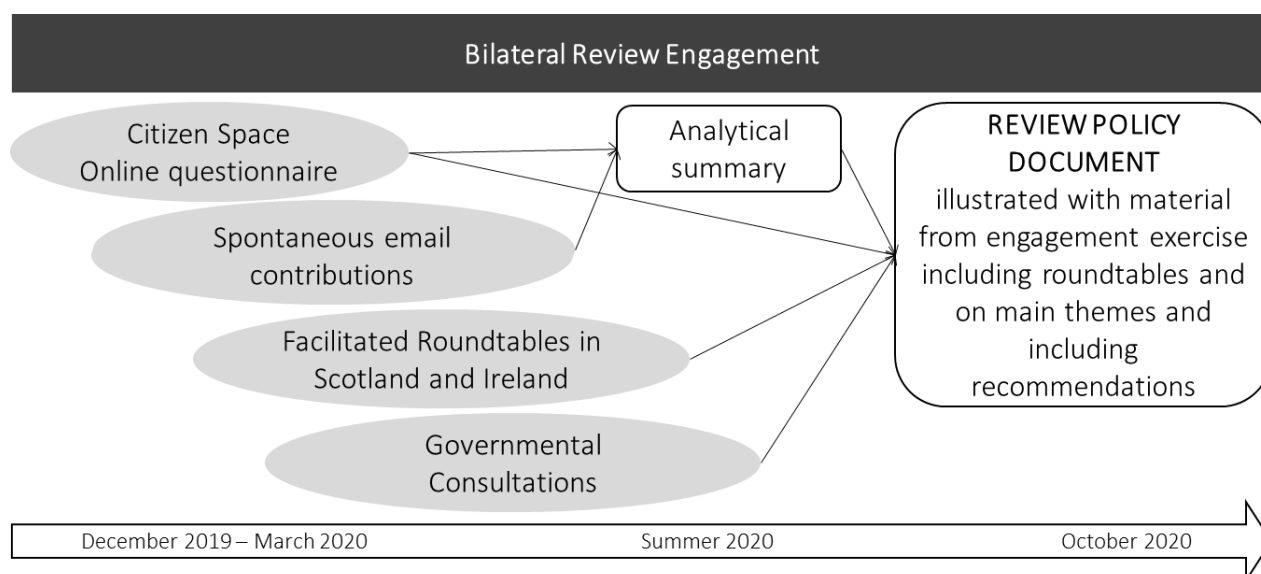 Bilateral Review Engagement
Citizen Space
Online questionnaire
Spontaneous email
contributions
Facilitated Roundtables in
Scotland and Ireland
Governmental
Consultations
Analytical
summary
REVIEW POLICY
DOCUMENT
illustrated with material
from engagement exercise
including roundtables and
on main themes and
including
recommendations
December 2019 – March 2020
Summer 2020
October 2020